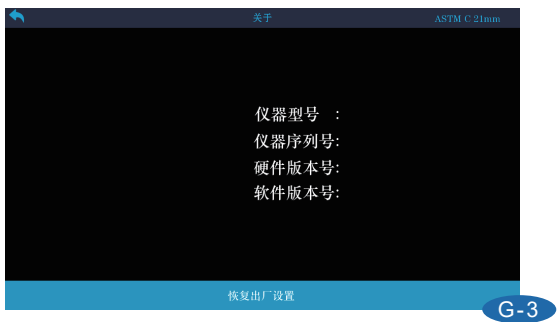 关于 ASTM C 21mm
仪器型号 :
仪器序列号:
硬件版本号:
软件版本号:
恢复出厂设置
G-3